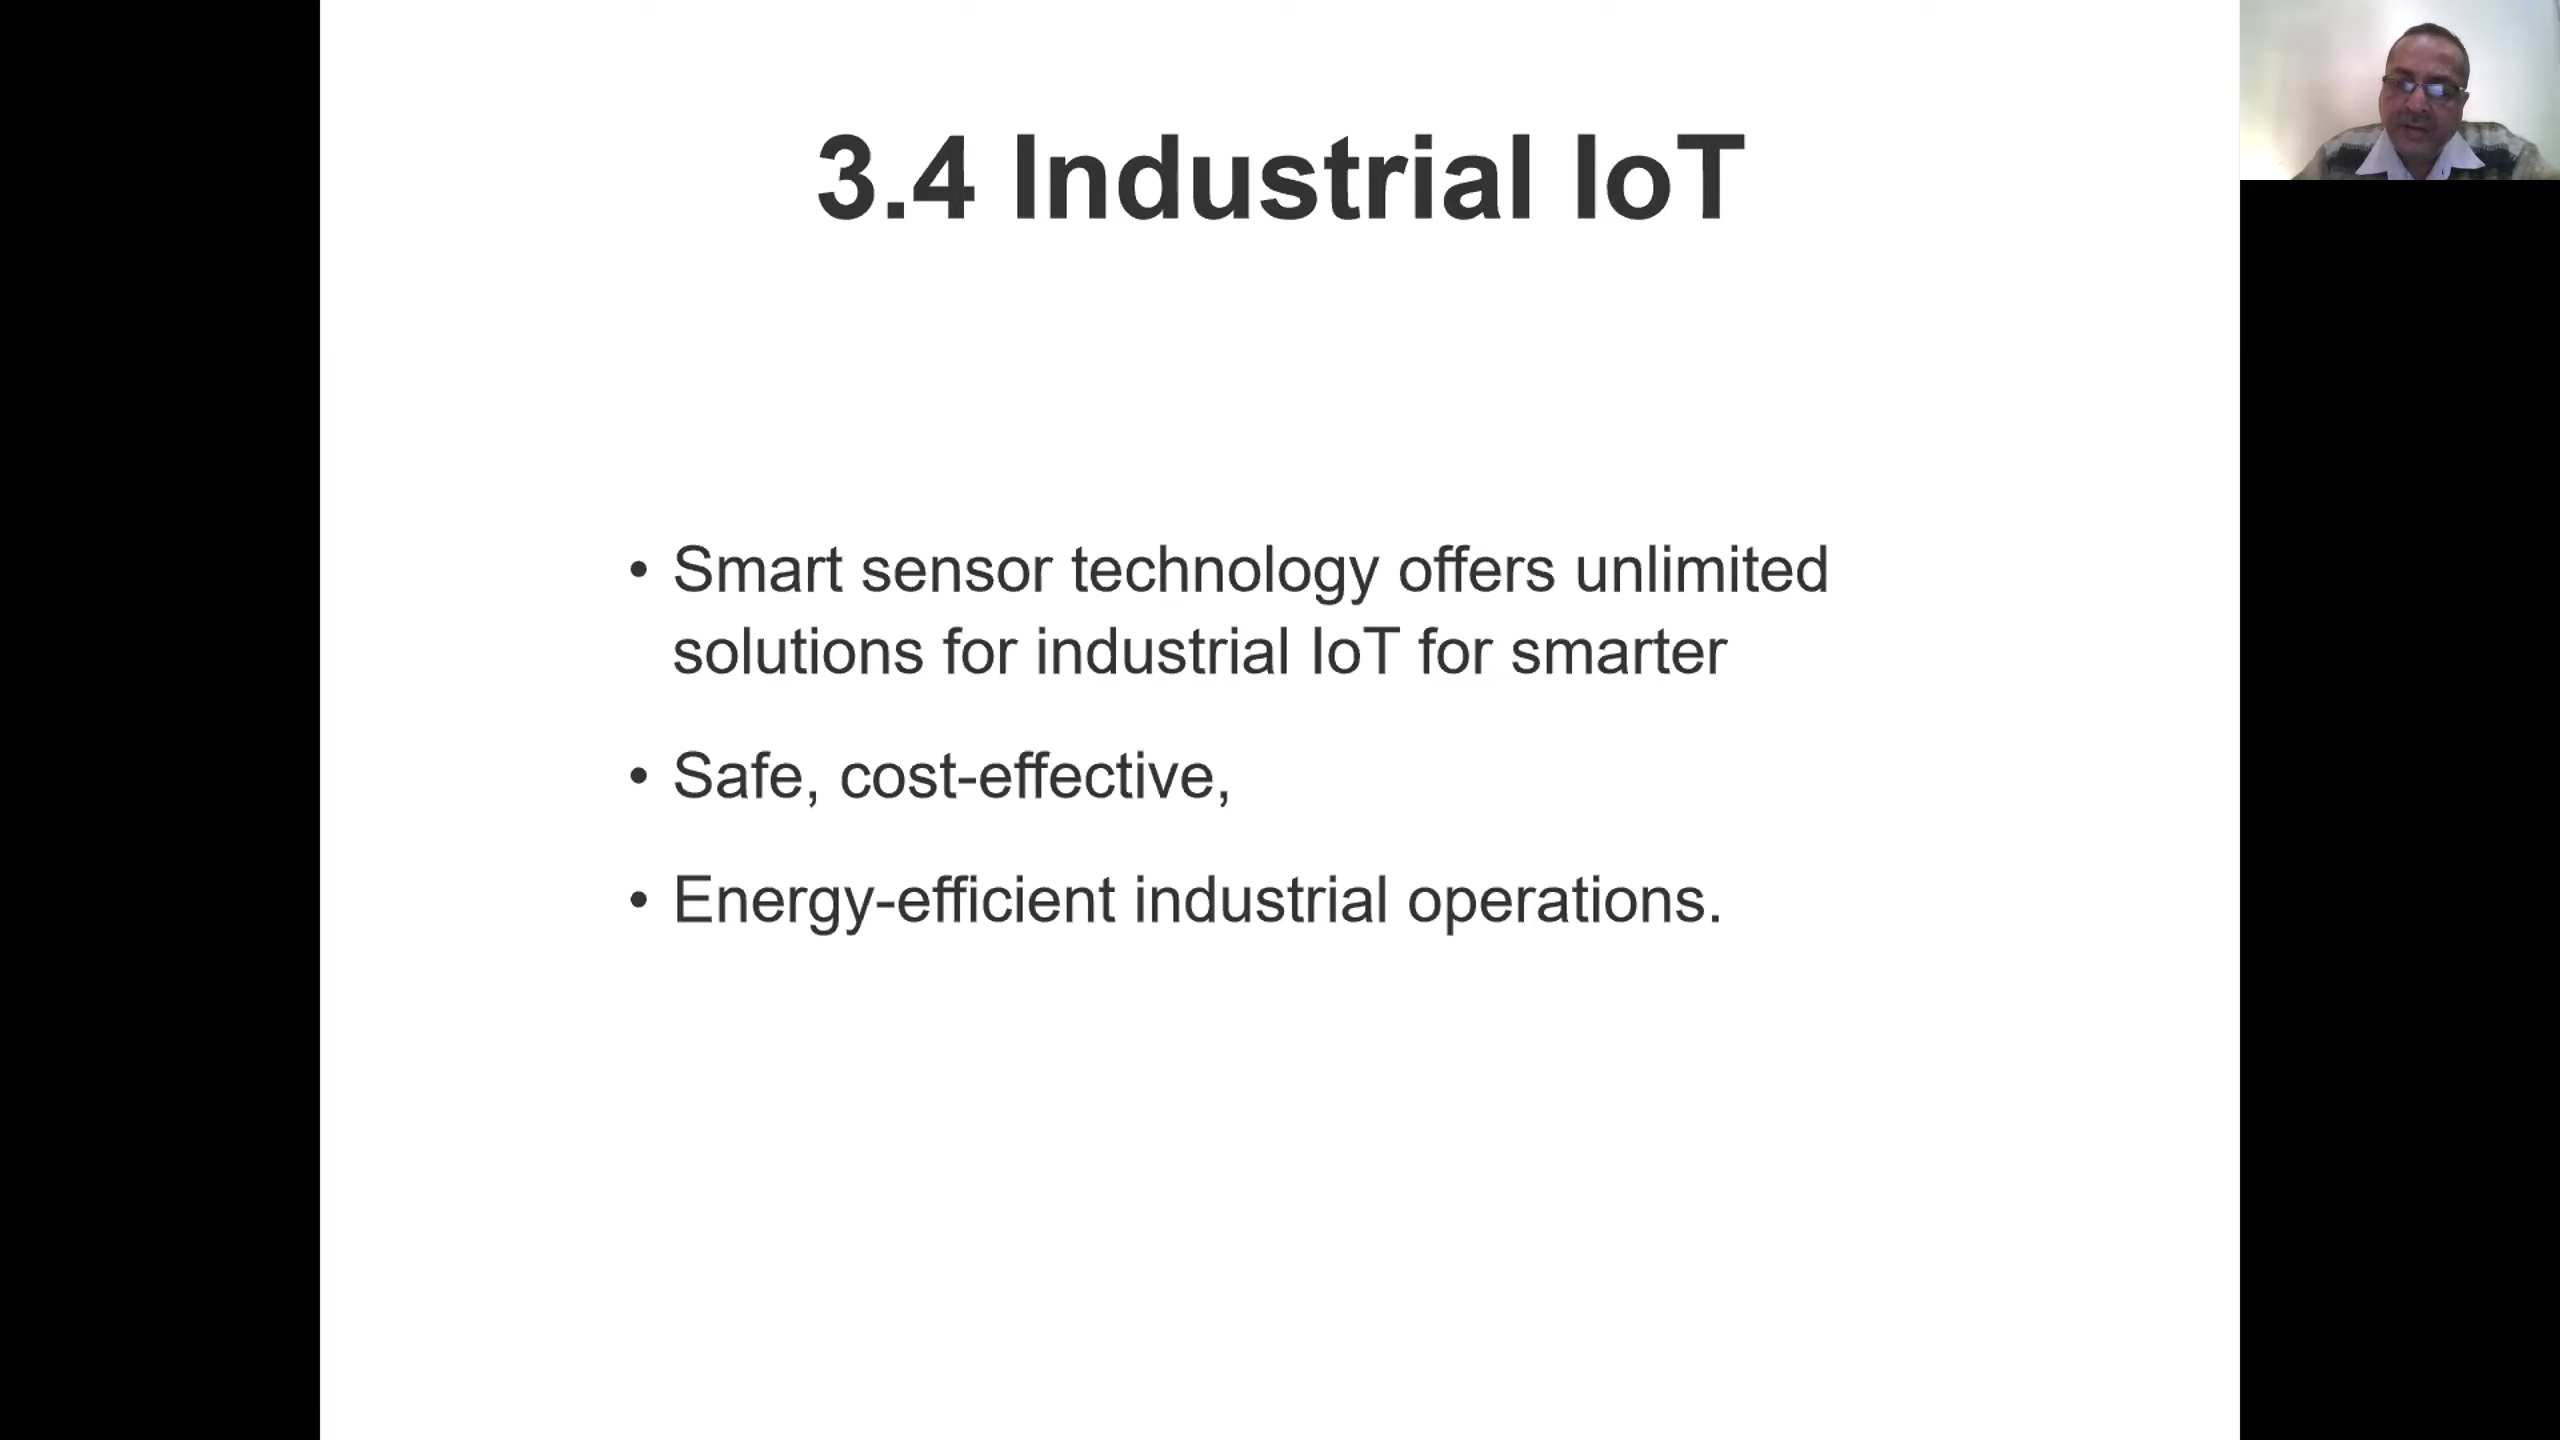 3.4 Industrial IoT
• Smart sensor technology offers unlimited
solutions for industrial IoT for smarter
• Safe, cost-effective,
• Energy-efficient industrial operations.